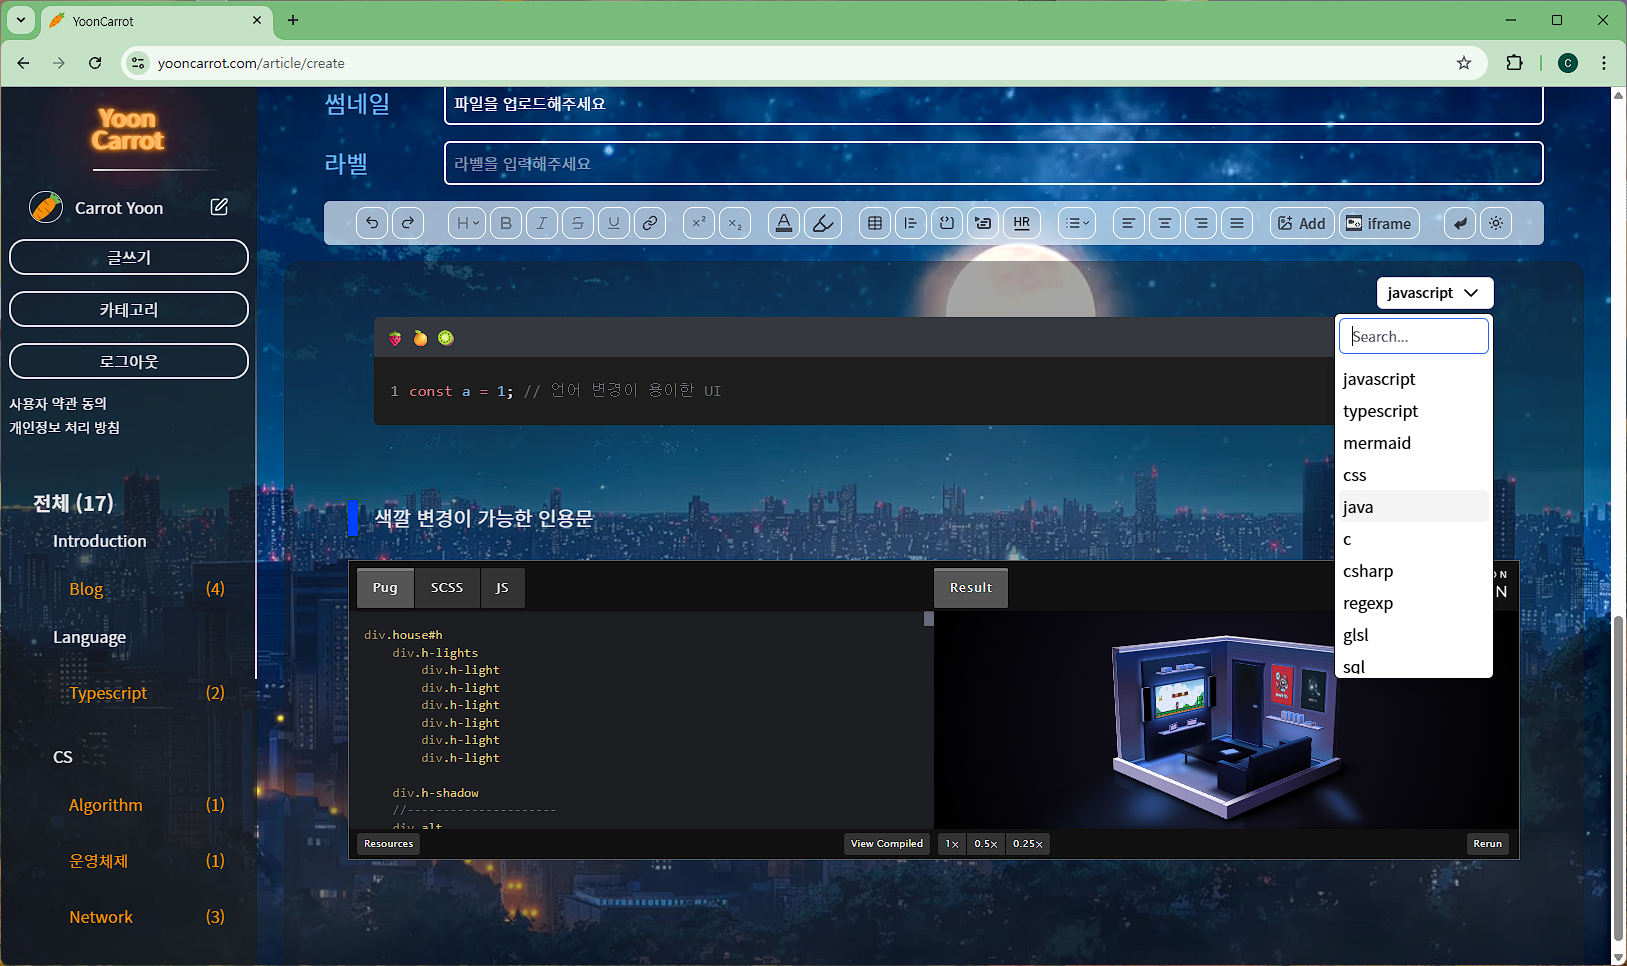 YoonCarrot
yooncarrot.com/article/create
C
Yoon
Carrot
Carrot Yoon
글쓰기
카테고리
로그아웃
사용자 약관 동의
개인정보 처리 방침
전체 (17)
Introduction
Blog (4)
Language
Typescript (2)
CS
Algorithm (1)
운영체제 (1)
Network (3)
썸네일 파일을 업로드해주세요
라벨 라벨을 입력해주세요
H B I S U x² x₂ A HR Add iframe
javascript
Search...
javascript
typescript
mermaid
css
java
c
csharp
regexp
glsl
sql
1 const a = 1; // 언어 변경이 용이한 UI
색깔 변경이 가능한 인용문
Pug SCSS JS Result
ON
N
div.house#h
div.h-lights
div.h-light
div.h-light
div.h-light
div.h-light
div.h-light
div.h-light
div.h-shadow
//---------------------
div.alt
Resources View Compiled 1x 0.5x 0.25x Rerun